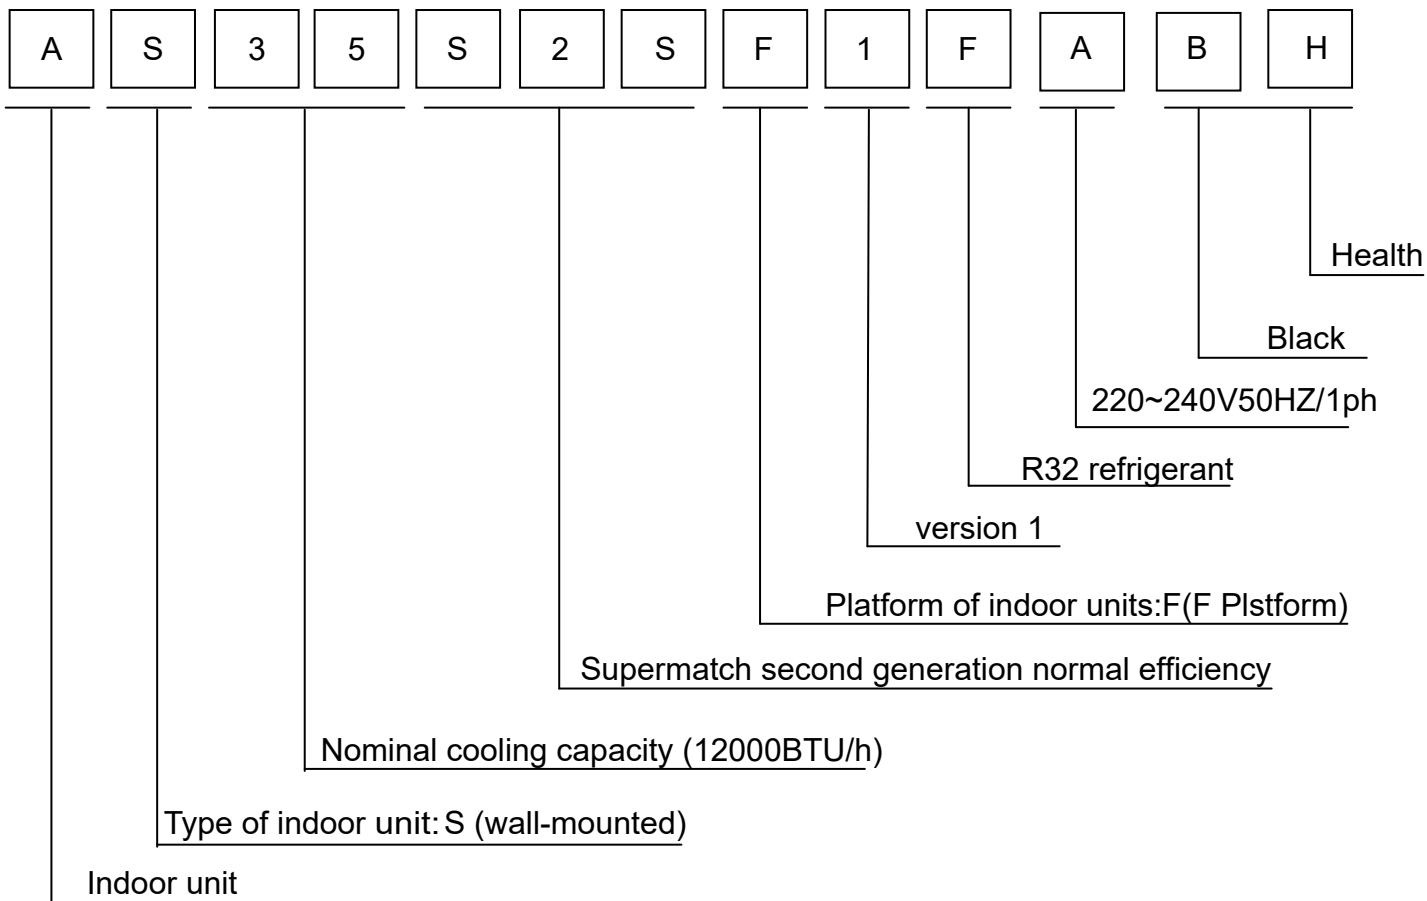 A S 3 5 S 2 S F 1 F A B H
Health
Black
220~240V50HZ/1ph
R32 refrigerant
version 1
Platform of indoor units:F(F Plstform)
Supermatch second generation normal efficiency
Nominal cooling capacity (12000BTU/h)
Type of indoor unit: S (wall-mounted)
Indoor unit